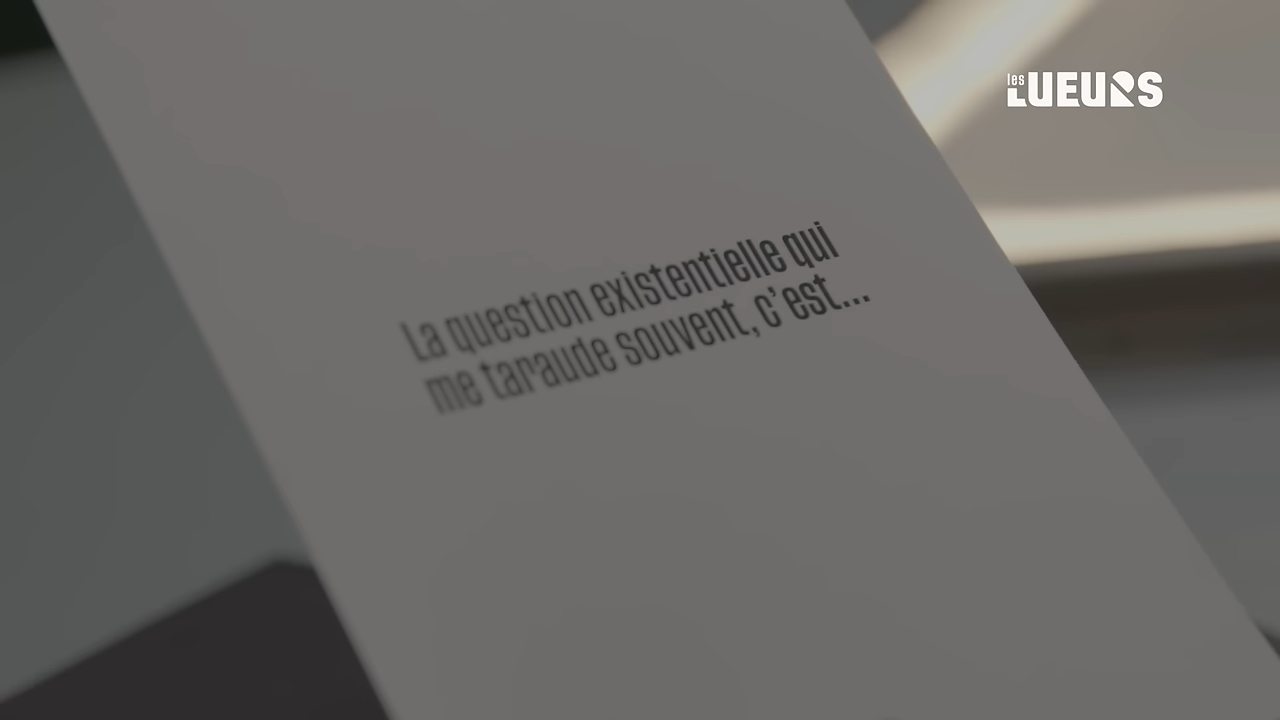 les
LUEURS
La question existentielle qui
me taraude souvent, c'est...